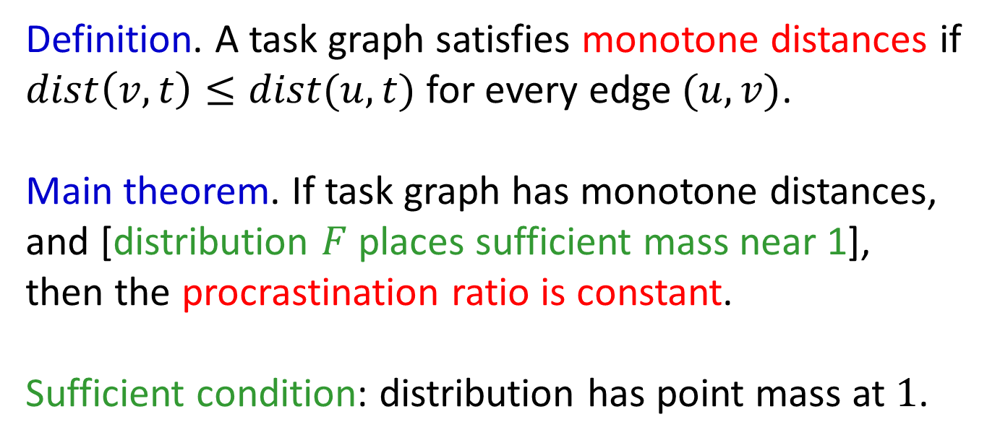 Definition. A task graph satisfies monotone distances if
dist(v, t) ≤ dist(u, t) for every edge (u, v).
Main theorem. If task graph has monotone distances,
and [distribution F places sufficient mass near 1],
then the procrastination ratio is constant.
Sufficient condition: distribution has point mass at 1.